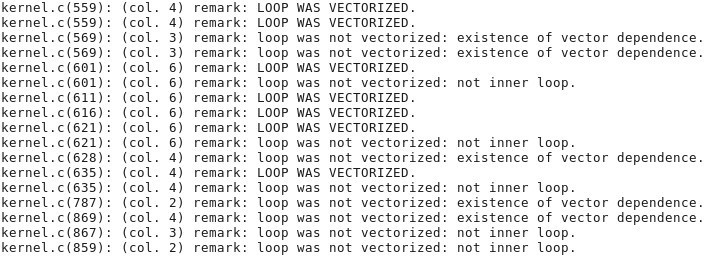 kernel.c(559): (col. 4) remark: LOOP WAS VECTORIZED.
kernel.c(559): (col. 4) remark: LOOP WAS VECTORIZED.
kernel.c(569): (col. 3) remark: loop was not vectorized: existence of vector dependence.
kernel.c(569): (col. 3) remark: loop was not vectorized: existence of vector dependence.
kernel.c(601): (col. 6) remark: LOOP WAS VECTORIZED.
kernel.c(601): (col. 6) remark: loop was not vectorized: not inner loop.
kernel.c(611): (col. 6) remark: LOOP WAS VECTORIZED.
kernel.c(616): (col. 6) remark: LOOP WAS VECTORIZED.
kernel.c(621): (col. 6) remark: LOOP WAS VECTORIZED.
kernel.c(621): (col. 6) remark: loop was not vectorized: not inner loop.
kernel.c(628): (col. 4) remark: loop was not vectorized: existence of vector dependence.
kernel.c(635): (col. 4) remark: LOOP WAS VECTORIZED.
kernel.c(635): (col. 4) remark: loop was not vectorized: not inner loop.
kernel.c(787): (col. 2) remark: loop was not vectorized: existence of vector dependence.
kernel.c(869): (col. 4) remark: loop was not vectorized: existence of vector dependence.
kernel.c(867): (col. 3) remark: loop was not vectorized: not inner loop.
kernel.c(859): (col. 2) remark: loop was not vectorized: not inner loop.